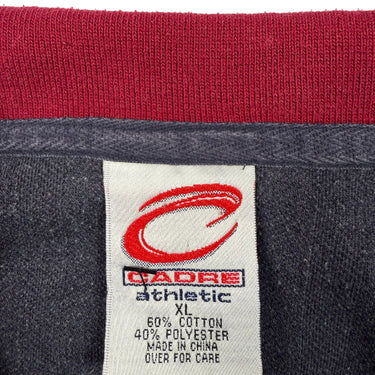 CADRE
athletic
XL
60% COTTON
40% POLYESTER
MADE IN CHINA
OVER FOR CARE